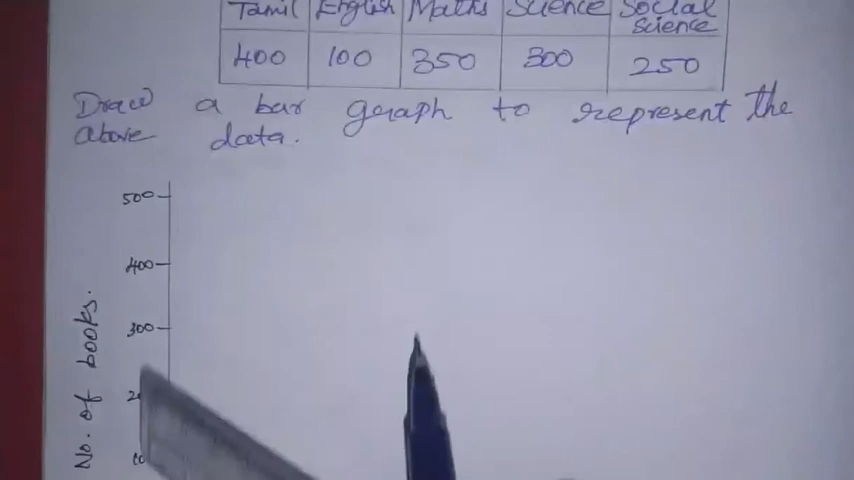 Tamil English Maths Science Social science
400 100 350 300 250
Draw a bar graph to represent the
above data.
500
400
300
No. of books.